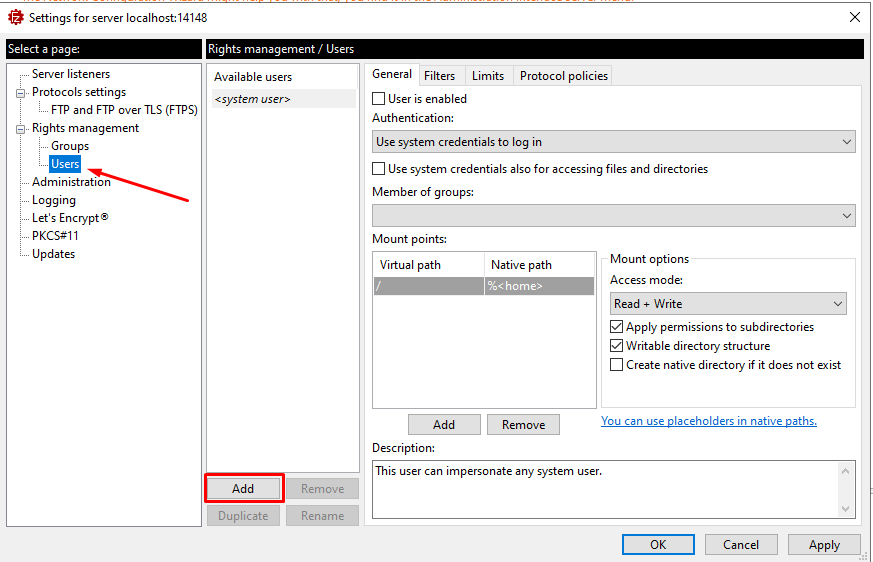 Settings for server localhost:14148
Select a page:
Server listeners
Protocols settings
FTP and FTP over TLS (FTPS)
Rights management
Groups
Users
Administration
Logging
Let's Encrypt®
PKCS#11
Updates
Rights management / Users
Available users
<system user>
Add
Remove
Duplicate
Rename
General
Filters
Limits
Protocol policies
User is enabled
Authentication:
Use system credentials to log in
Use system credentials also for accessing files and directories
Member of groups:
Mount points:
Virtual path
Native path
/
%<home>
Add
Remove
Mount options
Access mode:
Read + Write
Apply permissions to subdirectories
Writable directory structure
Create native directory if it does not exist
You can use placeholders in native paths.
Description:
This user can impersonate any system user.
OK
Cancel
Apply